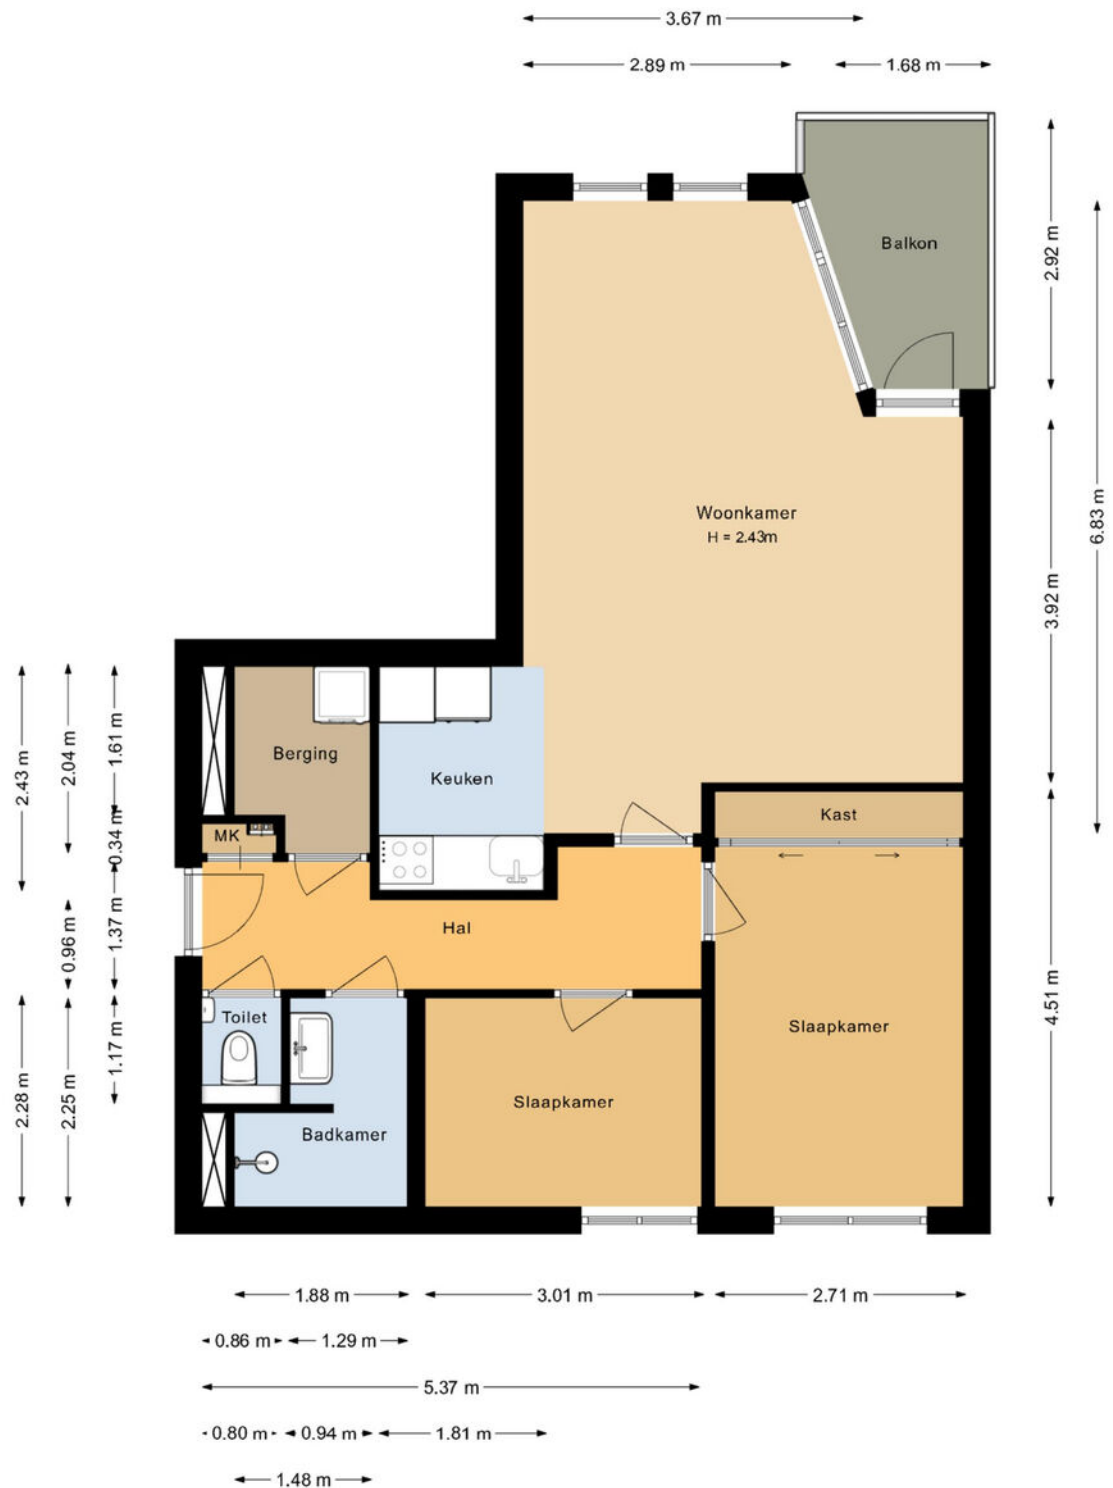 3.67 m
2.89 m
1.68 m
Balkon
2.92 m
6.83 m
Woonkamer
H = 2.43m
3.92 m
2.43 m
2.04 m
1.61 m
Berging
Keuken
Kast
MK
0.34 m
Hal
0.96 m
1.37 m
4.51 m
Toilet
Slaapkamer
1.17 m
2.28 m
2.25 m
Slaapkamer
Badkamer
1.88 m
3.01 m
2.71 m
0.86 m
1.29 m
5.37 m
0.80 m
0.94 m
1.81 m
1.48 m